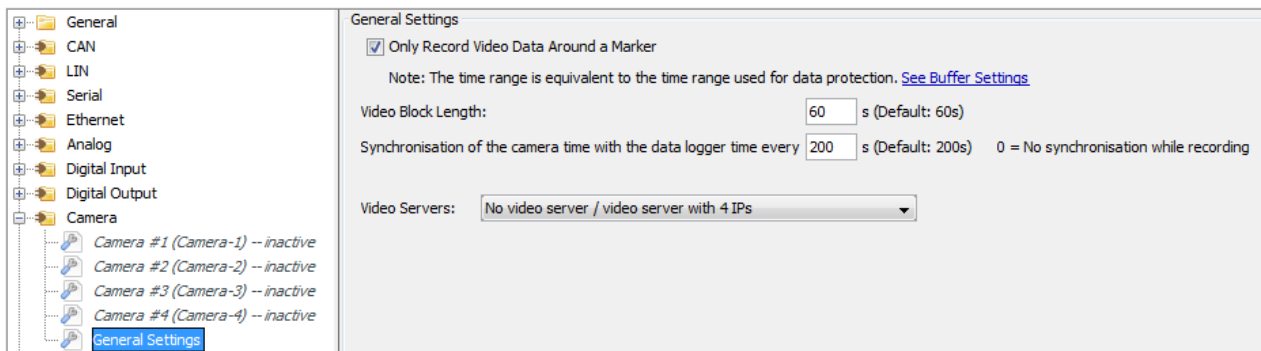 General
CAN
LIN
Serial
Ethernet
Analog
Digital Input
Digital Output
Camera
Camera #1 (Camera-1) -- inactive
Camera #2 (Camera-2) -- inactive
Camera #3 (Camera-3) -- inactive
Camera #4 (Camera-4) -- inactive
General Settings
General Settings
Only Record Video Data Around a Marker
Note: The time range is equivalent to the time range used for data protection. See Buffer Settings
Video Block Length: 60 s (Default: 60s)
Synchronisation of the camera time with the data logger time every 200 s (Default: 200s) 0 = No synchronisation while recording
Video Servers: No video server / video server with 4 IPs